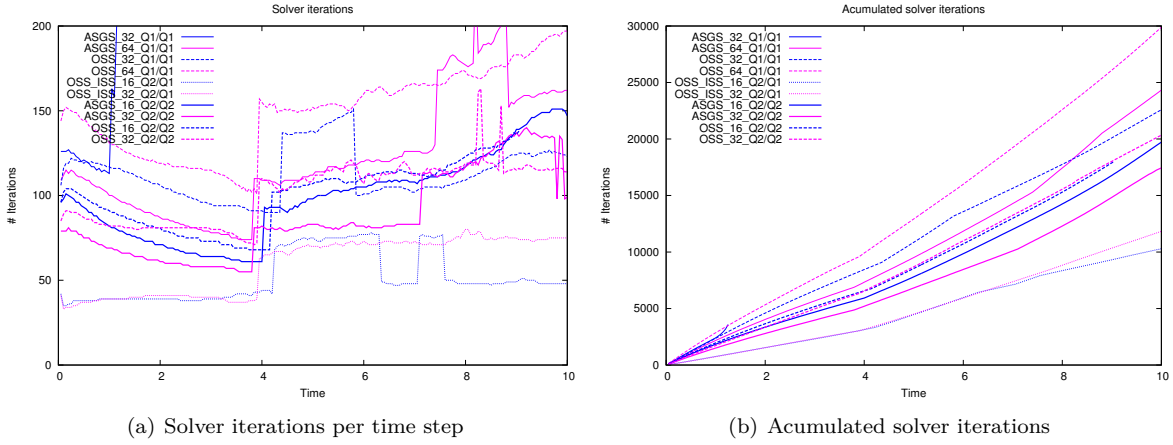 Solver iterations
200
150
100
50
0
# Iterations
ASGS_32_Q1/Q1
ASGS_64_Q1/Q1
OSS_32_Q1/Q1
OSS_64_Q1/Q1
OSS_ISS_16_Q2/Q1
OSS_ISS_32_Q2/Q1
ASGS_16_Q2/Q2
ASGS_32_Q2/Q2
OSS_16_Q2/Q2
OSS_32_Q2/Q2
0 2 4 6 8 10
Time
(a) Solver iterations per time step
Acumulated solver iterations
30000
25000
20000
15000
10000
5000
0
# Iterations
ASGS_32_Q1/Q1
ASGS_64_Q1/Q1
OSS_32_Q1/Q1
OSS_64_Q1/Q1
OSS_ISS_16_Q2/Q1
OSS_ISS_32_Q2/Q1
ASGS_16_Q2/Q2
ASGS_32_Q2/Q2
OSS_16_Q2/Q2
OSS_32_Q2/Q2
0 2 4 6 8 10
Time
(b) Acumulated solver iterations